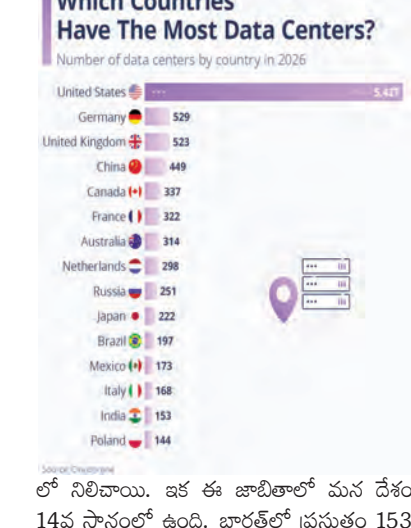 Which Countries
Have The Most Data Centers?
Number of data centers by country in 2026
United States 5,427
Germany 529
United Kingdom 523
China 449
Canada 337
France 322
Australia 314
Netherlands 298
Russia 251
Japan 222
Brazil 197
Mexico 173
Italy 168
India 153
Poland 144
Source:
లో నిలిచాయి. ఇక ఈ జాబితాలో మన దేశం
14వ స్థానంలో ఉంది. భారత్‌లో ప్రస్తుతం 153